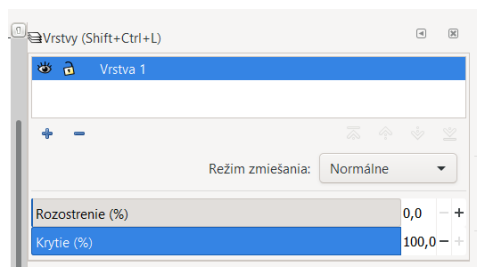 Vrstvy (Shift+Ctrl+L)
Vrstva 1
Režim zmiešania: Normálne
Rozostrenie (%) 0,0
Krytie (%) 100,0